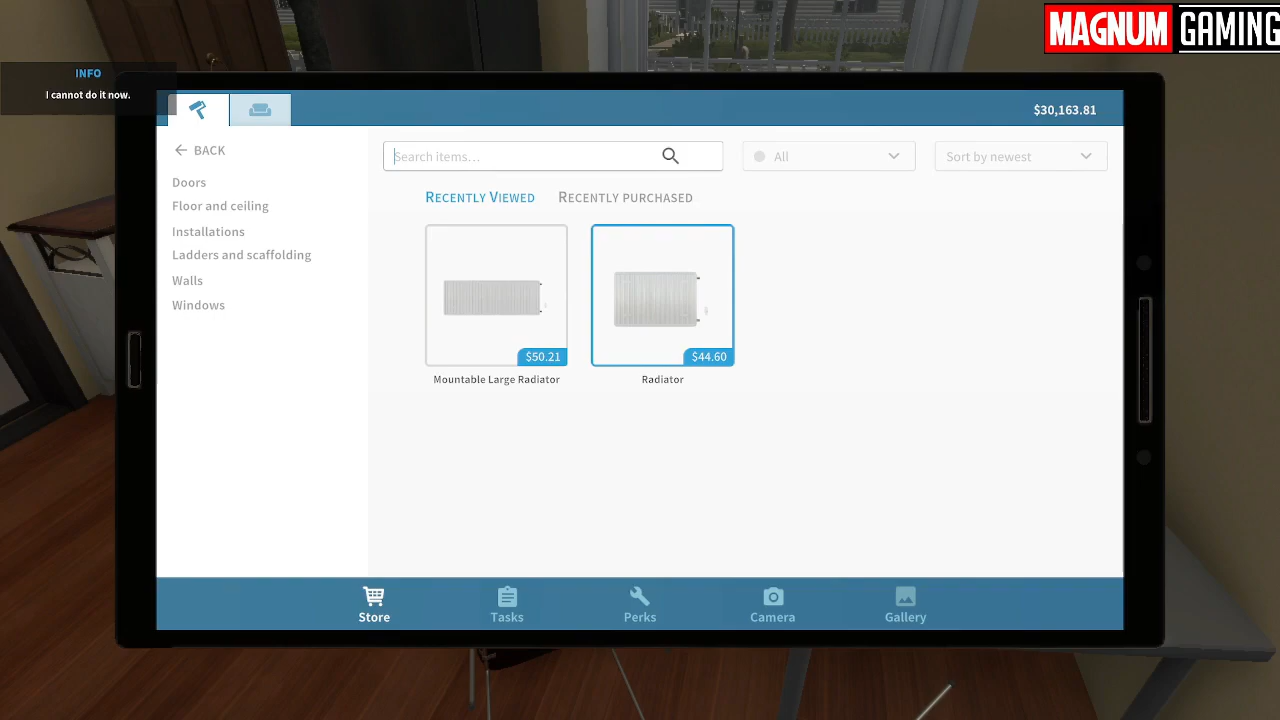 MAGNUM GAMING
INFO
I cannot do it now.
$30,163.81
BACK
Search items...
All
Sort by newest
Doors
Floor and ceiling
Installations
Ladders and scaffolding
Walls
Windows
RECENTLY VIEWED
RECENTLY PURCHASED
$50.21
$44.60
Mountable Large Radiator
Radiator
Store
Tasks
Perks
Camera
Gallery